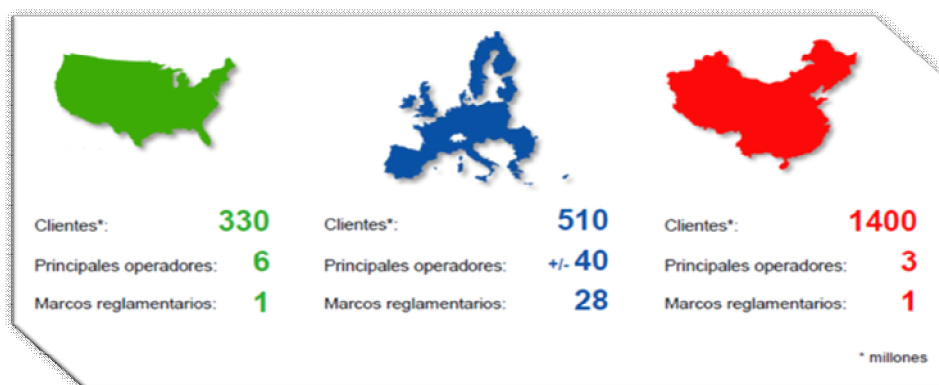 Clientes*: 330
Principales operadores: 6
Marcos reglamentarios: 1
Clientes*: 510
Principales operadores: +/- 40
Marcos reglamentarios: 28
Clientes*: 1400
Principales operadores: 3
Marcos reglamentarios: 1
* millones